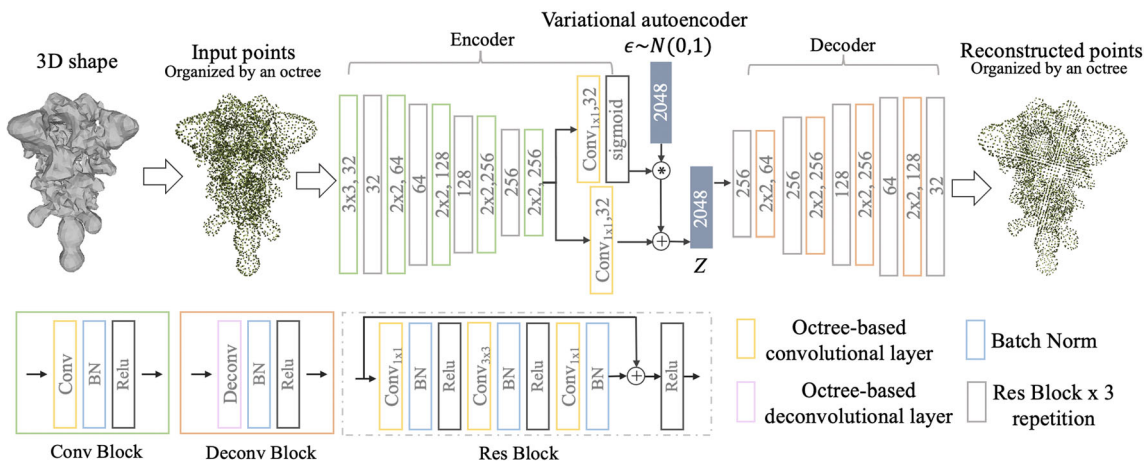 Variational autoencoder
3D shape
Input points
Organized by an octree
Encoder
ϵ~N(0,1)
Decoder
Reconstructed points
Organized by an octree
3x3, 32
32
2x2, 64
64
2x2, 128
128
2x2,256
256
2x2, 256
Conv1x1,32
sigmoid
Conv1x1,32
2048
*
+
2048
Z
256
2x2, 64
256
2x2, 256
128
2x2, 256
64
2x2, 128
32
Conv
BN
Relu
Conv Block
Deconv
BN
Relu
Deconv Block
Conv1x1
BN
Relu
Conv3x3
BN
Relu
Conv1x1
BN
+
Relu
Res Block
Octree-based
convolutional layer
Batch Norm
Octree-based
deconvolutional layer
Res Block x 3
repetition